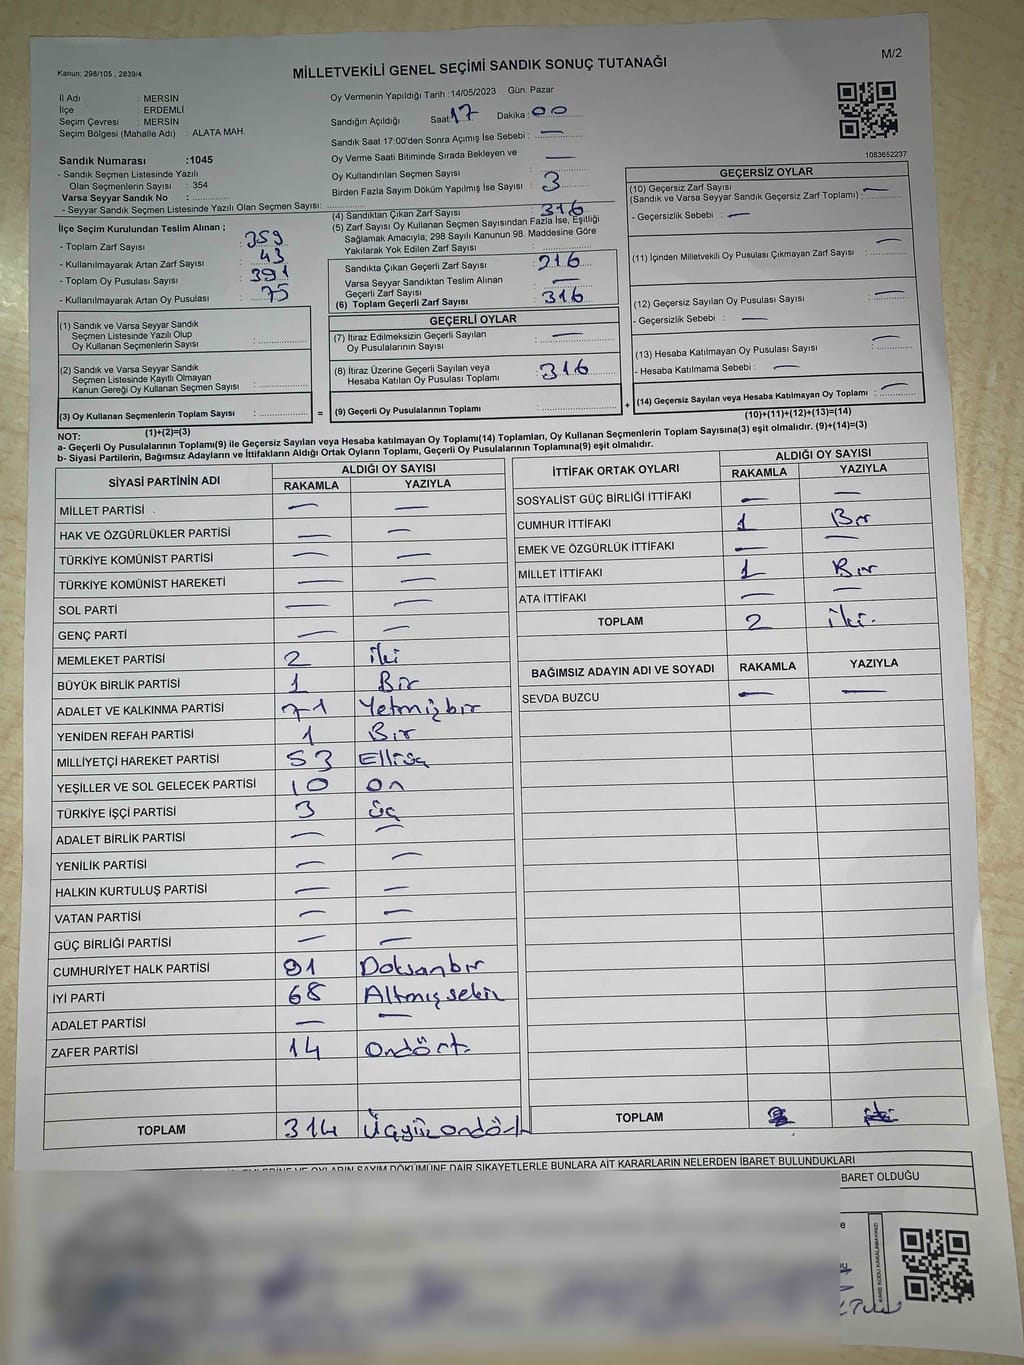 Kanun; 298/105 , 2839/4
MİLLETVEKİLİ GENEL SEÇİMİ SANDIK SONUÇ TUTANAĞI
M/2
İl Adı : MERSİN
İlçe : ERDEMLİ
Seçim Çevresi : MERSİN
Seçim Bölgesi (Mahalle Adı) : ALATA MAH.
Sandık Numarası :1045
- Sandık Seçmen Listesinde Yazılı
Olan Seçmenlerin Sayısı : 354
Varsa Seyyar Sandık No :
- Seyyar Sandık Seçmen Listesinde Yazılı Olan Seçmen Sayısı:
Oy Vermenin Yapıldığı Tarih :14/05/2023 Gün: Pazar
Sandığın Açıldığı Saat 17 Dakika : 00
Sandık Saat 17:00'den Sonra Açımış İse Sebebi : —
Oy Verme Saati Bitiminde Sırada Bekleyen ve
Oy Kullandırılan Seçmen Sayısı —
Birden Fazla Sayım Döküm Yapılmış İse Sayısı : 3
1083652237
İlçe Seçim Kurulundan Teslim Alınan ;
- Toplam Zarf Sayısı : 359
- Kullanılmayarak Artan Zarf Sayısı : 43
- Toplam Oy Pusulası Sayısı : 391
- Kullanılmayarak Artan Oy Pusulası : 75
(4) Sandıktan Çıkan Zarf Sayısı : 316
(5) Zarf Sayısı Oy Kullanan Seçmen Sayısından Fazla İse, Eşitliği
Sağlamak Amacıyla, 298 Sayılı Kanunun 98. Maddesine Göre
Yakılarak Yok Edilen Zarf Sayısı :
Sandıkta Çıkan Geçerli Zarf Sayısı : 316
Varsa Seyyar Sandıktan Teslim Alınan
Geçerli Zarf Sayısı : —
(6) Toplam Geçerli Zarf Sayısı : 316
GEÇERSİZ OYLAR
(10) Geçersiz Zarf Sayısı
(Sandık ve Varsa Seyyar Sandık Geçersiz Zarf Toplamı) : —
- Geçersizlik Sebebi : —
(11) İçinden Milletvekili Oy Pusulası Çıkmayan Zarf Sayısı : —
(12) Geçersiz Sayılan Oy Pusulası Sayısı : —
- Geçersizlik Sebebi : —
(13) Hesaba Katılmayan Oy Pusulası Sayısı : —
- Hesaba Katılmama Sebebi : —
(14) Geçersiz Sayılan veya Hesaba Katılmayan Oy Toplamı : —
(10)+(11)+(12)+(13)=(14)
(1) Sandık ve Varsa Seyyar Sandık
Seçmen Listesinde Yazılı Olup
Oy Kullanan Seçmenlerin Sayısı :
(2) Sandık ve Varsa Seyyar Sandık
Seçmen Listesinde Kayıtlı Olmayan
Kanun Gereği Oy Kullanan Seçmen Sayısı :
(3) Oy Kullanan Seçmenlerin Toplam Sayısı : =
(1)+(2)=(3)
GEÇERLİ OYLAR
(7) İtiraz Edilmeksizin Geçerli Sayılan
Oy Pusulalarının Sayısı : —
(8) İtiraz Üzerine Geçerli Sayılan veya
Hesaba Katılan Oy Pusulası Toplamı : 316
(9) Geçerli Oy Pusulalarının Toplamı : +
NOT:
a- Geçerli Oy Pusulalarının Toplamı(9) ile Geçersiz Sayılan veya Hesaba katılmayan Oy Toplamı(14) Toplamları, Oy Kullanan Seçmenlerin Toplam Sayısına(3) eşit olmalıdır. (9)+(14)=(3)
b- Siyasi Partilerin, Bağımsız Adayların ve İttifakların Aldığı Ortak Oyların Toplamı, Geçerli Oy Pusulalarının Toplamına(9) eşit olmalıdır.
SİYASİ PARTİNİN ADI ALDIĞI OY SAYISI
RAKAMLA YAZIYLA
MİLLET PARTİSİ — —
HAK VE ÖZGÜRLÜKLER PARTİSİ — —
TÜRKİYE KOMÜNİST PARTİSİ — —
TÜRKİYE KOMÜNİST HAREKETİ — —
SOL PARTİ — —
GENÇ PARTİ — —
MEMLEKET PARTİSİ 2 iki
BÜYÜK BİRLİK PARTİSİ 1 Bir
ADALET VE KALKINMA PARTİSİ 71 Yetmişbir
YENİDEN REFAH PARTİSİ 1 Bir
MİLLİYETÇİ HAREKET PARTİSİ 53 Elliüç
YEŞİLLER VE SOL GELECEK PARTİSİ 10 on
TÜRKİYE İŞÇİ PARTİSİ 3 üç
ADALET BİRLİK PARTİSİ — —
YENİLİK PARTİSİ — —
HALKIN KURTULUŞ PARTİSİ — —
VATAN PARTİSİ — —
GÜÇ BİRLİĞİ PARTİSİ — —
CUMHURİYET HALK PARTİSİ 91 Doksanbir
İYİ PARTİ 68 Altmışsekiz
ADALET PARTİSİ — —
ZAFER PARTİSİ 14 Ondört
TOPLAM 314 Üçyüzondört
İTTİFAK ORTAK OYLARI ALDIĞI OY SAYISI
RAKAMLA YAZIYLA
SOSYALİST GÜÇ BİRLİĞİ İTTİFAKI — —
CUMHUR İTTİFAKI 1 Bir
EMEK VE ÖZGÜRLÜK İTTİFAKI — —
MİLLET İTTİFAKI 1 Bir
ATA İTTİFAKI — —
TOPLAM 2 iki.
BAĞIMSIZ ADAYIN ADI VE SOYADI RAKAMLA YAZIYLA
SEVDA BUZCU — —
TOPLAM
OYLARIN SAYIM DÖKÜMÜNE DAİR ŞİKAYETLERLE BUNLARA AİT KARARLARIN NELERDEN İBARET BULUNDUKLARI
BARET OLDUĞU
KARE KODU KARALAMAYINIZ!